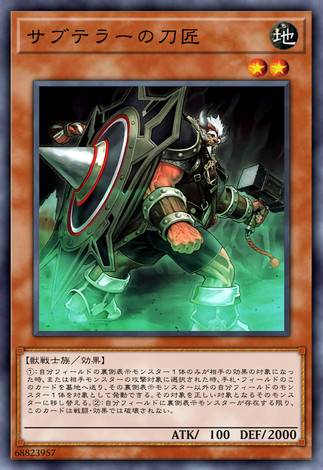 サブテラーの刀匠
地
【獣戦士族／効果】
①：自分フィールドの裏側表示モンスター１体のみが相手の効果の対象になっ
た時、または相手モンスターの攻撃対象に選択された時、手札・フィールドのこ
のカードを墓地へ送り、その対象のモンスター以外の自分フィールドのモン
スター１体を対象として発動できる。その対象を正しい対象となるそのモンス
ターに移し替える。②：自分フィールドに裏側表示モンスターが存在する限り、
このカードは戦闘・効果では破壊されない。
ATK/ 100 DEF/2000
68823957